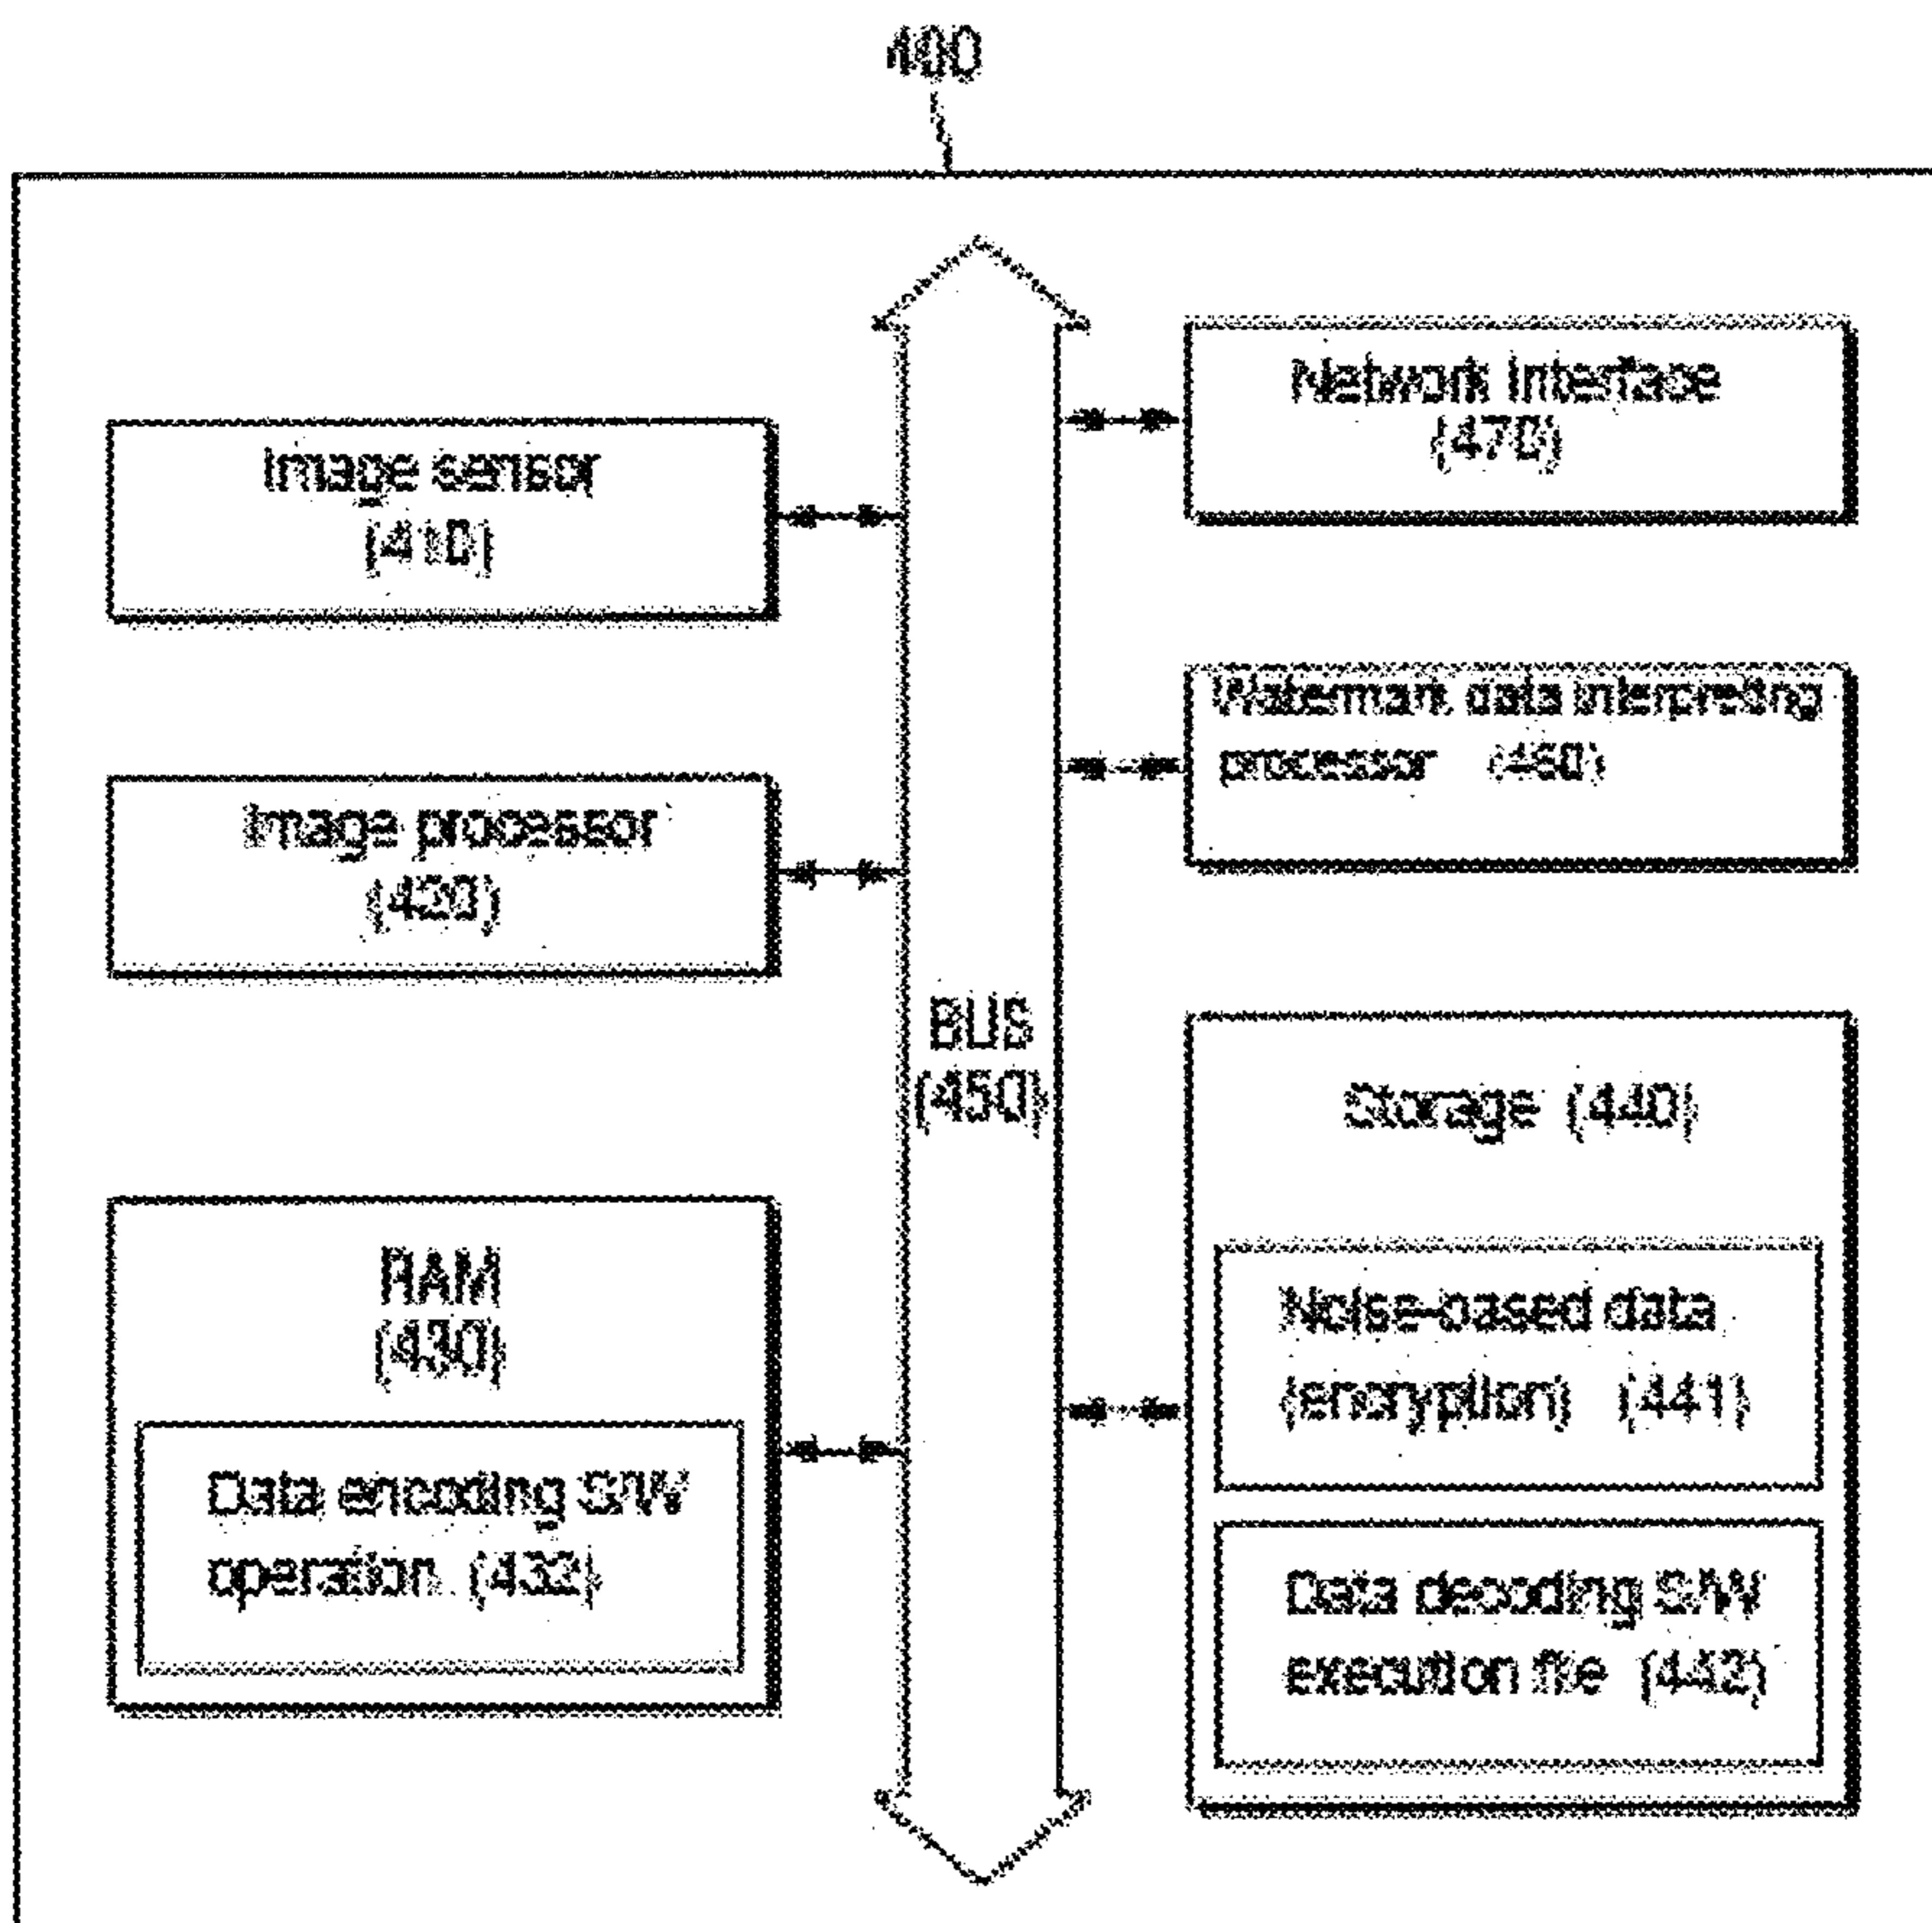 400
Image sensor
(410)
Image processor
(420)
RAM
(430)
Data encoding S/W
operation (432)
BUS
(450)
Network Interface
(470)
Watermark data interpreting
processor (460)
Storage (440)
Noise-based data
(encryption) (441)
Data decoding S/W
execution file (442)